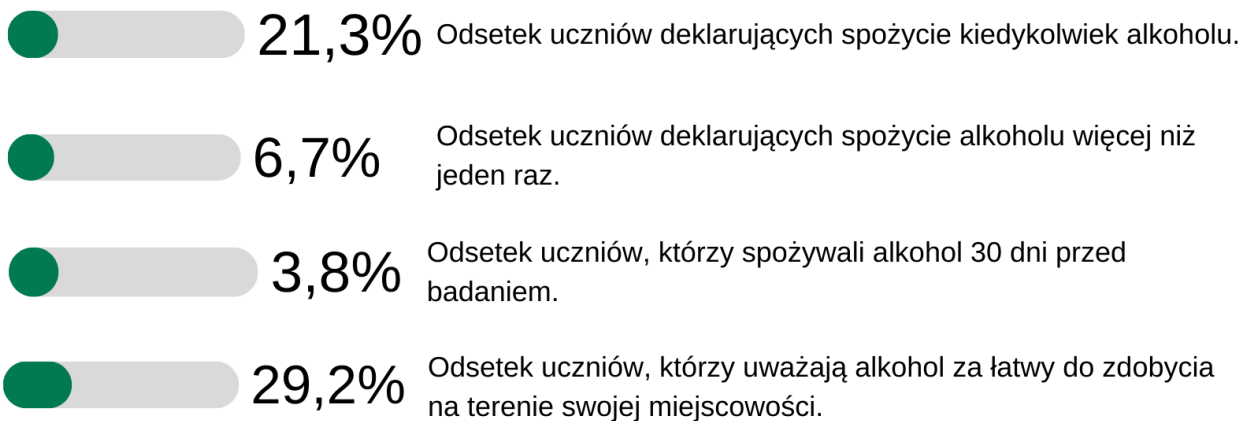 21,3% Odsetek uczniów deklarujących spożycie kiedykolwiek alkoholu.
6,7% Odsetek uczniów deklarujących spożycie alkoholu więcej niż
jeden raz.
3,8% Odsetek uczniów, którzy spożywali alkohol 30 dni przed
badaniem.
29,2% Odsetek uczniów, którzy uważają alkohol za łatwy do zdobycia
na terenie swojej miejscowości.